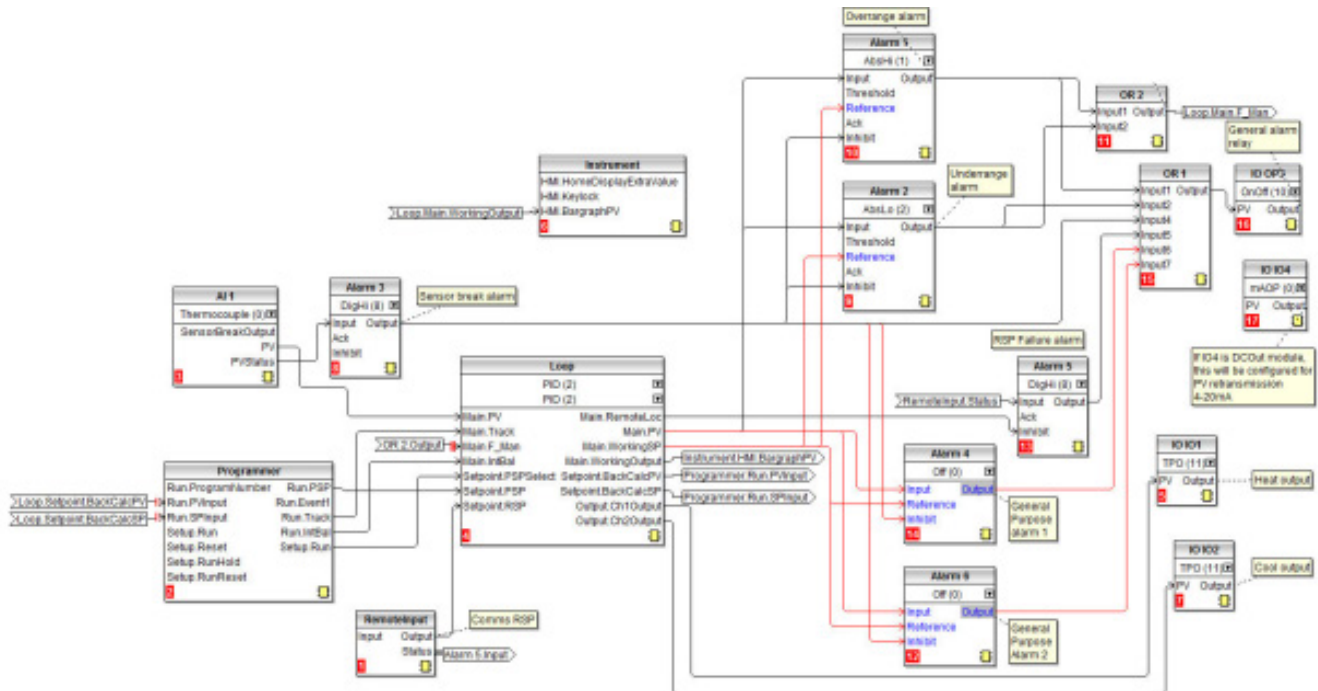 Overrange alarm
Alarm 1
AbsHi (1)
Input Output
Threshold
Reference
Ack
Inhibit
10
OR 2
Input1 Output
Input2
11
Loop.Main.F_Man
General alarm
relay
Instrument
HMI.HomeDisplayExtraValue
HMI.Keylock
HMI.BargraphPV
6
Loop.Main.WorkingOutput
Alarm 2
AbsLo (2)
Input Output
Threshold
Reference
Ack
Inhibit
9
Underrange
alarm
OR 1
Input1 Output
Input2
Input4
Input5
Input6
Input7
15
IO OP3
OnOff (10)
PV Output
16
IO IO4
mAOP (0)
PV Output
17
If IO4 is DCOut module,
this will be configured for
PV retransmission
4-20mA
AI 1
Thermocouple (0)
SensorBreakOutput
PV
PVStatus
3
Alarm 3
DigHi (8)
Input Output
Ack
Inhibit
8
Sensor break alarm
Loop
PID (2)
PID (2)
Main.PV Main.RemoteLoc
Main.Track Main.PV
Main.F_Man Main.WorkingSP
Main.IntBal Main.WorkingOutput
Setpoint.PSPSelect Setpoint.BackCalcPV
Setpoint.PSP Setpoint.BackCalcSP
Setpoint.RSP Output.Ch1Output
Output.Ch2Output
4
OR 2.Output
Instrument.HMI.BargraphPV
Programmer.Run.PVInput
Programmer.Run.SPInput
RSP Failure alarm
Alarm 5
DigHi (8)
Input Output
Ack
Inhibit
13
RemoteInput.Status
Programmer
Run.ProgramNumber Run.PSP
Run.PVInput Run.Event1
Run.SPInput Run.Track
Setup.Run Run.IntBal
Setup.Reset Setup.Run
Setup.RunHold
Setup.RunReset
2
Loop.Setpoint.BackCalcPV
Loop.Setpoint.BackCalcSP
Alarm 4
Off (0)
Input Output
Reference
Inhibit
14
General
Purpose
alarm 1
IO IO1
TPO (11)
PV Output
5
Heat output
IO IO2
TPO (11)
PV Output
7
Cool output
Alarm 6
Off (0)
Input Output
Reference
Inhibit
12
General
Purpose
Alarm 2
RemoteInput
Input Output
Status
1
Comms RSP
Alarm 5.Input